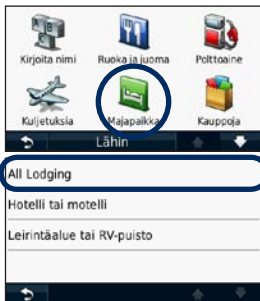 Kirjoita nimi Ruoka ja juoma Polttoaine
Kuljetuksia Majapaikka Kauppoja
Lähin
All Lodging
Hotelli tai motelli
Leirintäalue tai RV-puisto